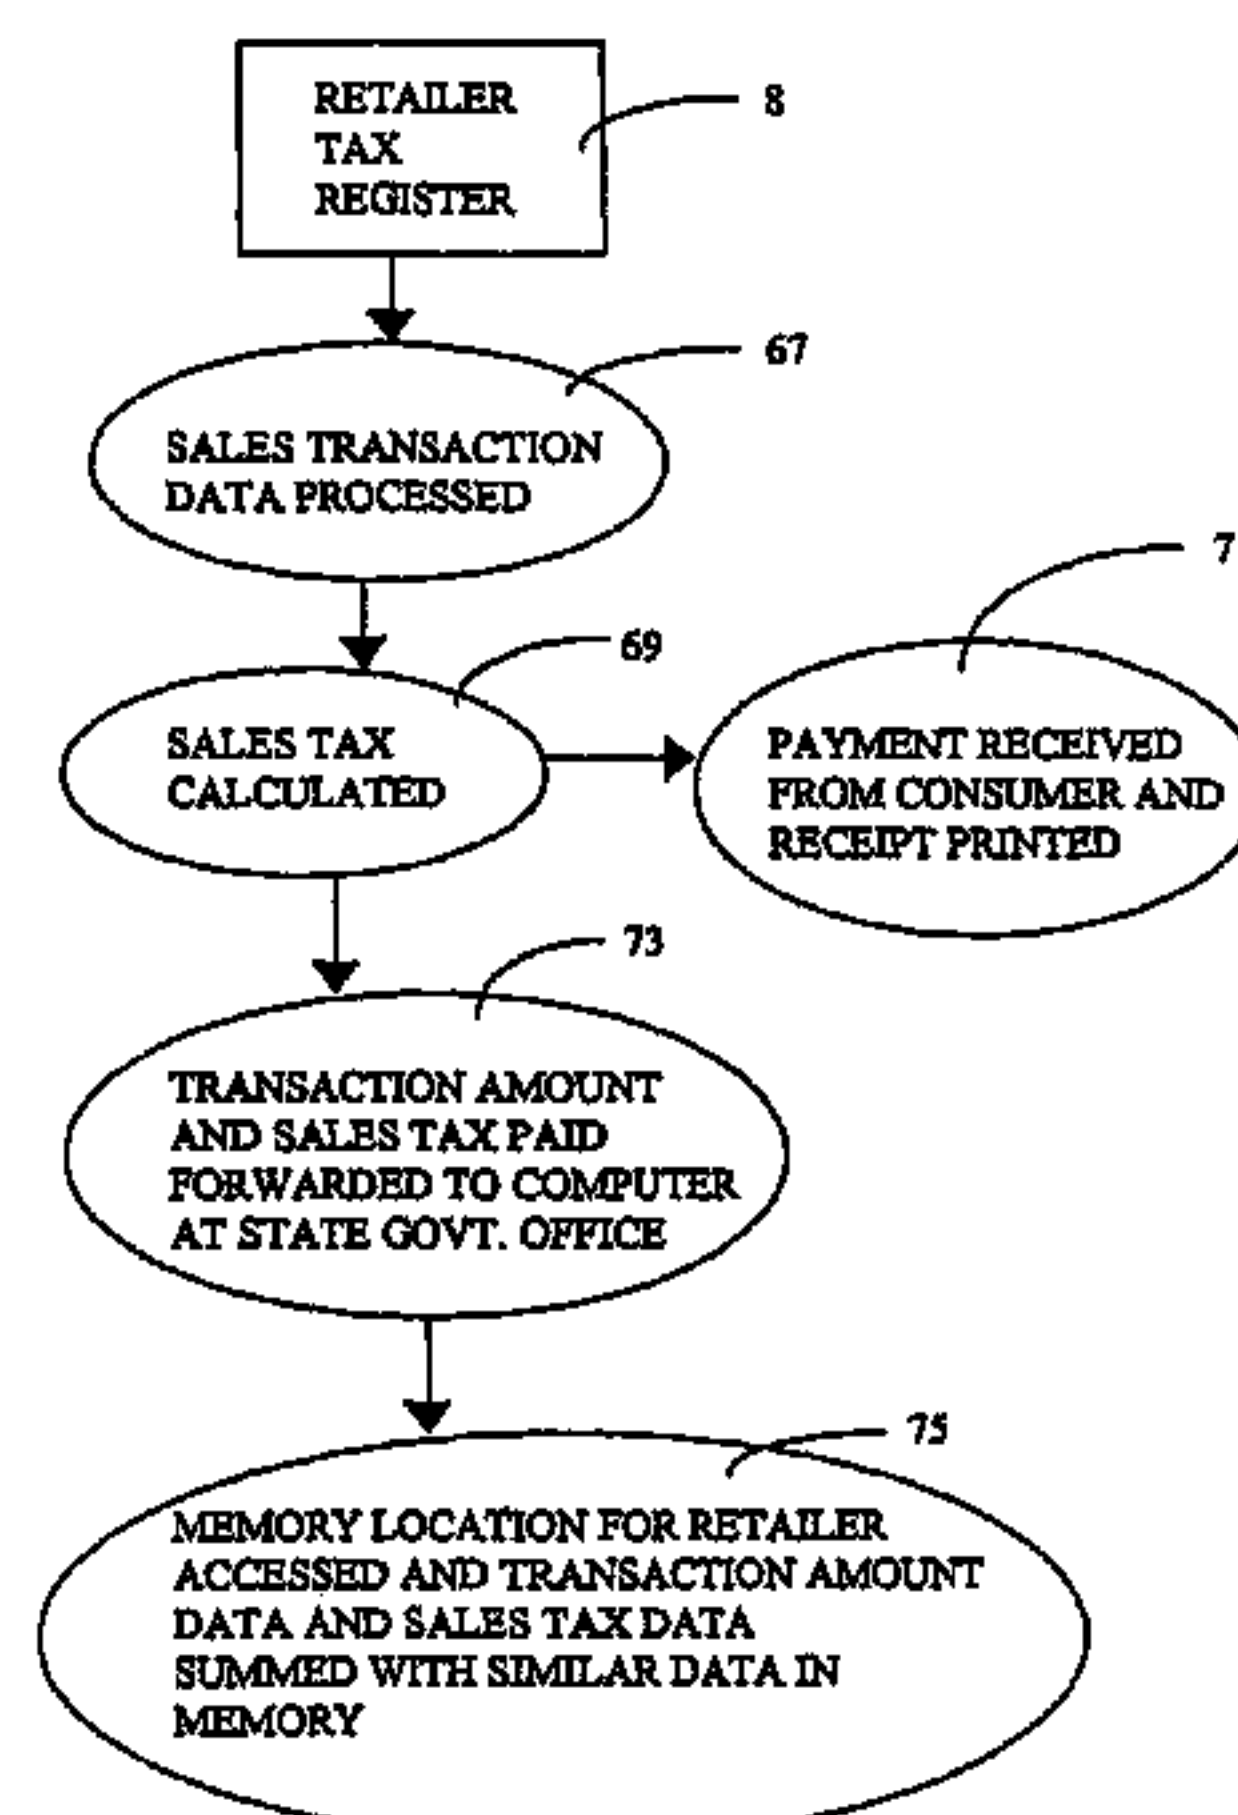 RETAILER
TAX
REGISTER
8
67
SALES TRANSACTION
DATA PROCESSED
7
69
SALES TAX
CALCULATED
PAYMENT RECEIVED
FROM CONSUMER AND
RECEIPT PRINTED
73
TRANSACTION AMOUNT
AND SALES TAX PAID
FORWARDED TO COMPUTER
AT STATE GOVT. OFFICE
75
MEMORY LOCATION FOR RETAILER
ACCESSED AND TRANSACTION AMOUNT
DATA AND SALES TAX DATA
SUMMED WITH SIMILAR DATA IN
MEMORY